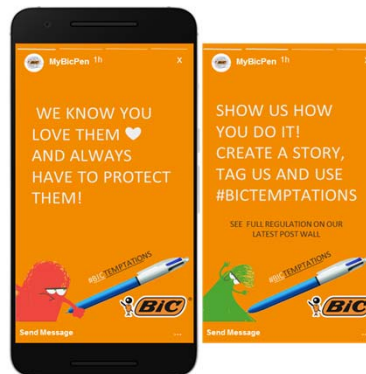 MyBicPen 1h X
WE KNOW YOU
LOVE THEM
AND ALWAYS
HAVE TO PROTECT
THEM!
#BICTEMPTATIONS
BiC
Send Message ...
MyBicPen 1h
SHOW US HOW
YOU DO IT!
CREATE A STORY,
TAG US AND USE
#BICTEMPTATIONS
SEE FULL REGULATION ON OUR
LATEST POST WALL
#BICTEMPTATIONS
BiC
Send Message ...